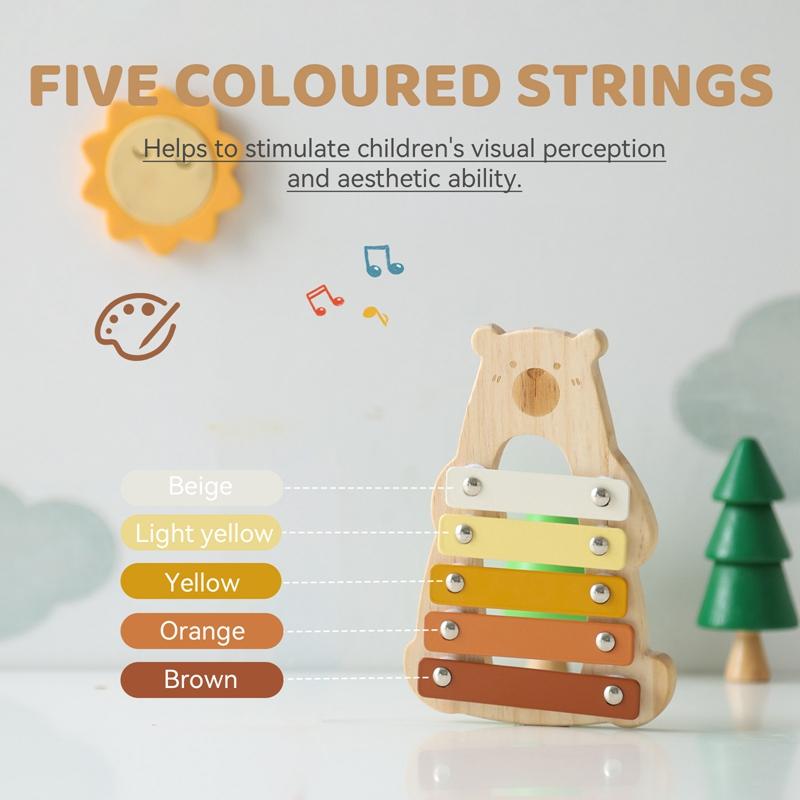 FIVE COLOURED STRINGS
Helps to stimulate children's visual perception
and aesthetic ability.
Beige
Light yellow
Yellow
Orange
Brown